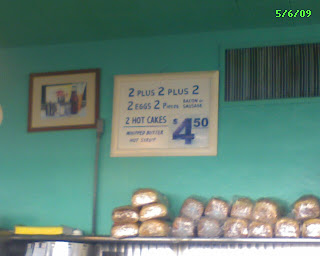 5/6/09
2 PLUS 2 PLUS 2
2 EGGS 2 PIECES BACON OR SAUSAGE
2 HOT CAKES $4.50
WHIPPED BUTTER
HOT SYRUP